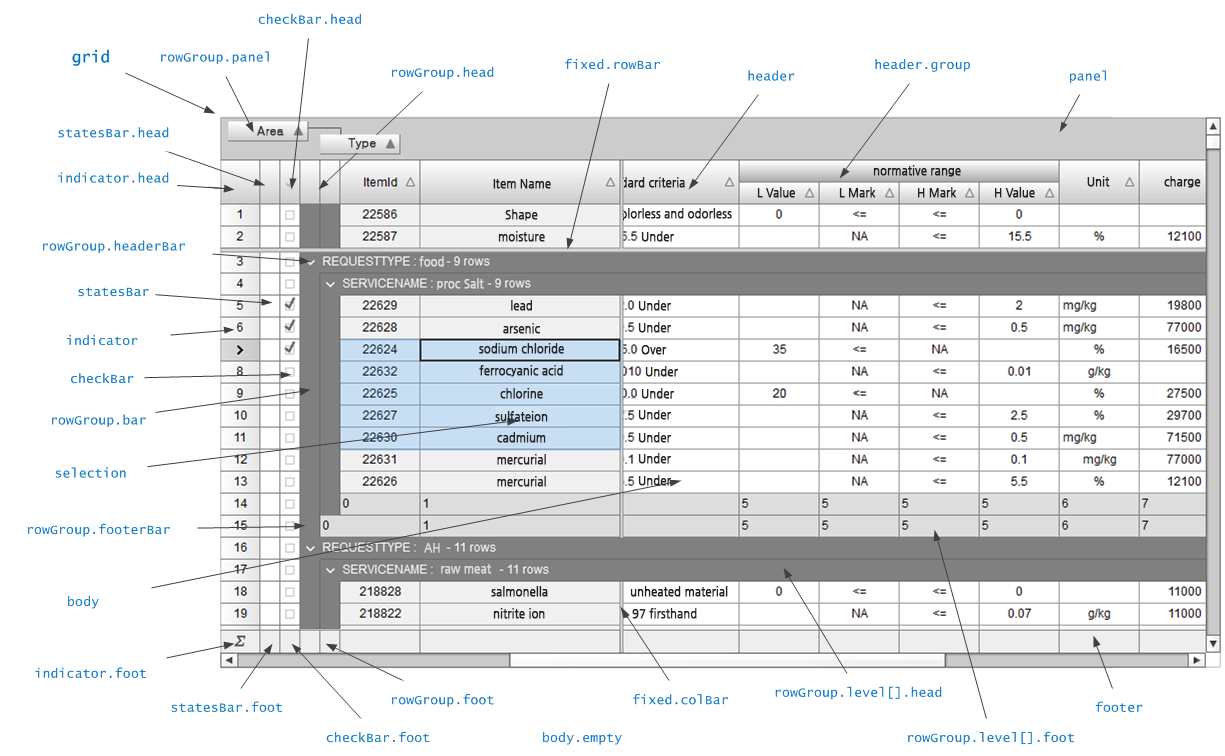 checkBar.head
grid
rowGroup.panel
rowGroup.head
fixed.rowBar
header
header.group
panel
statesBar.head
Area
Type
indicator.head
ItemId
Item Name
dard criteria
normative range
L Value
L Mark
H Mark
H Value
Unit
charge
1 22586 Shape olorless and odorless 0 <= <= 0
2 22587 moisture 5.5 Under NA <= 15.5 % 12100
rowGroup.headerBar
3 REQUESTTYPE : food - 9 rows
4 SERVICENAME : proc Salt - 9 rows
statesBar
5 22629 lead .0 Under NA <= 2 mg/kg 19800
indicator
6 22628 arsenic .5 Under NA <= 0.5 mg/kg 77000
22624 sodium chloride 5.0 Over 35 <= NA % 16500
checkBar
8 22632 ferrocyanic acid 010 Under NA <= 0.01 g/kg
9 22625 chlorine 0.0 Under 20 <= NA % 27500
rowGroup.bar
10 22627 sulfateion .5 Under NA <= 2.5 % 29700
11 22630 cadmium .5 Under NA <= 0.5 mg/kg 71500
12 22631 mercurial .1 Under NA <= 0.1 mg/kg 77000
selection
13 22626 mercurial .5 Under NA <= 5.5 % 12100
14 0 1 5 5 5 5 6 7
rowGroup.footerBar
15 0 1 5 5 5 5 6 7
16 REQUESTTYPE : AH - 11 rows
17 SERVICENAME : raw meat - 11 rows
18 218828 salmonella unheated material 0 <= <= 0 11000
body
19 218822 nitrite ion 97 firsthand NA <= 0.07 g/kg 11000
Σ
indicator.foot
statesBar.foot
rowGroup.foot
fixed.colBar
rowGroup.level[].head
footer
checkBar.foot
body.empty
rowGroup.level[].foot